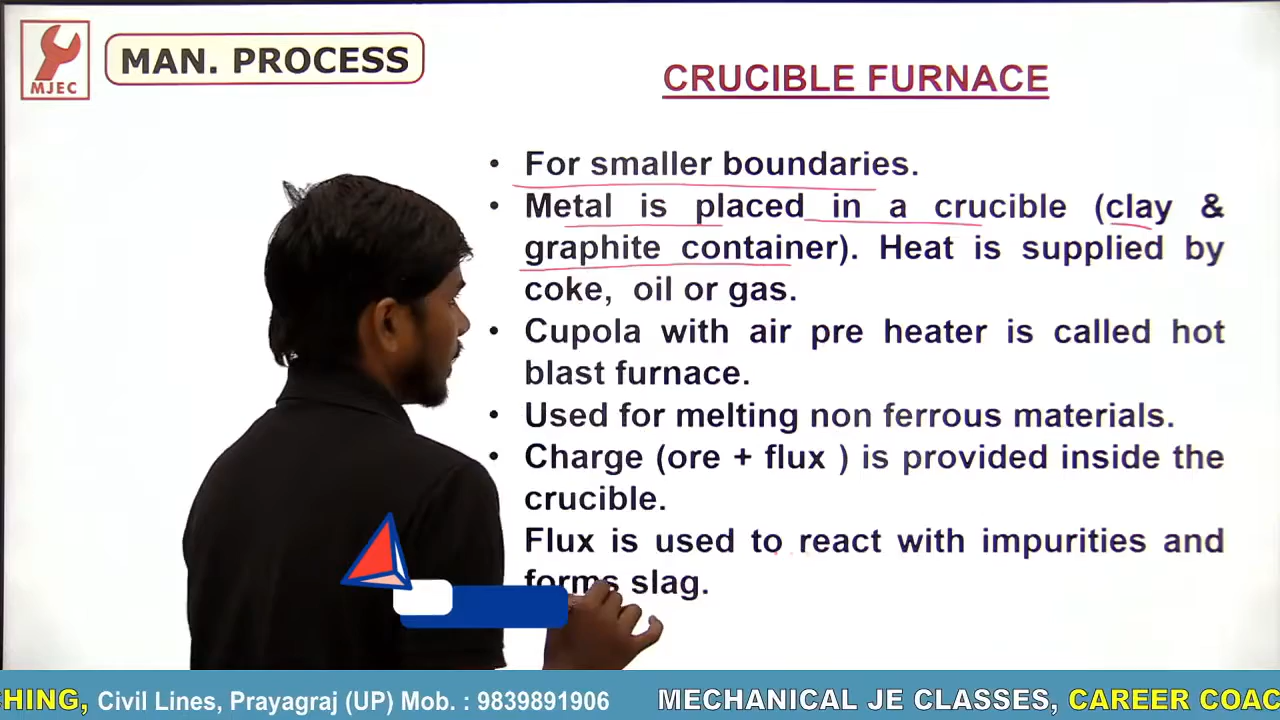 MJEC
MAN. PROCESS
CRUCIBLE FURNACE
• For smaller boundaries.
• Metal is placed in a crucible (clay &
graphite container). Heat is supplied by
coke, oil or gas.
• Cupola with air pre heater is called hot
blast furnace.
• Used for melting non ferrous materials.
• Charge (ore + flux ) is provided inside the
crucible.
Flux is used to react with impurities and
forms slag.
CHING, Civil Lines, Prayagraj (UP) Mob. : 9839891906 MECHANICAL JE CLASSES, CAREER COAC